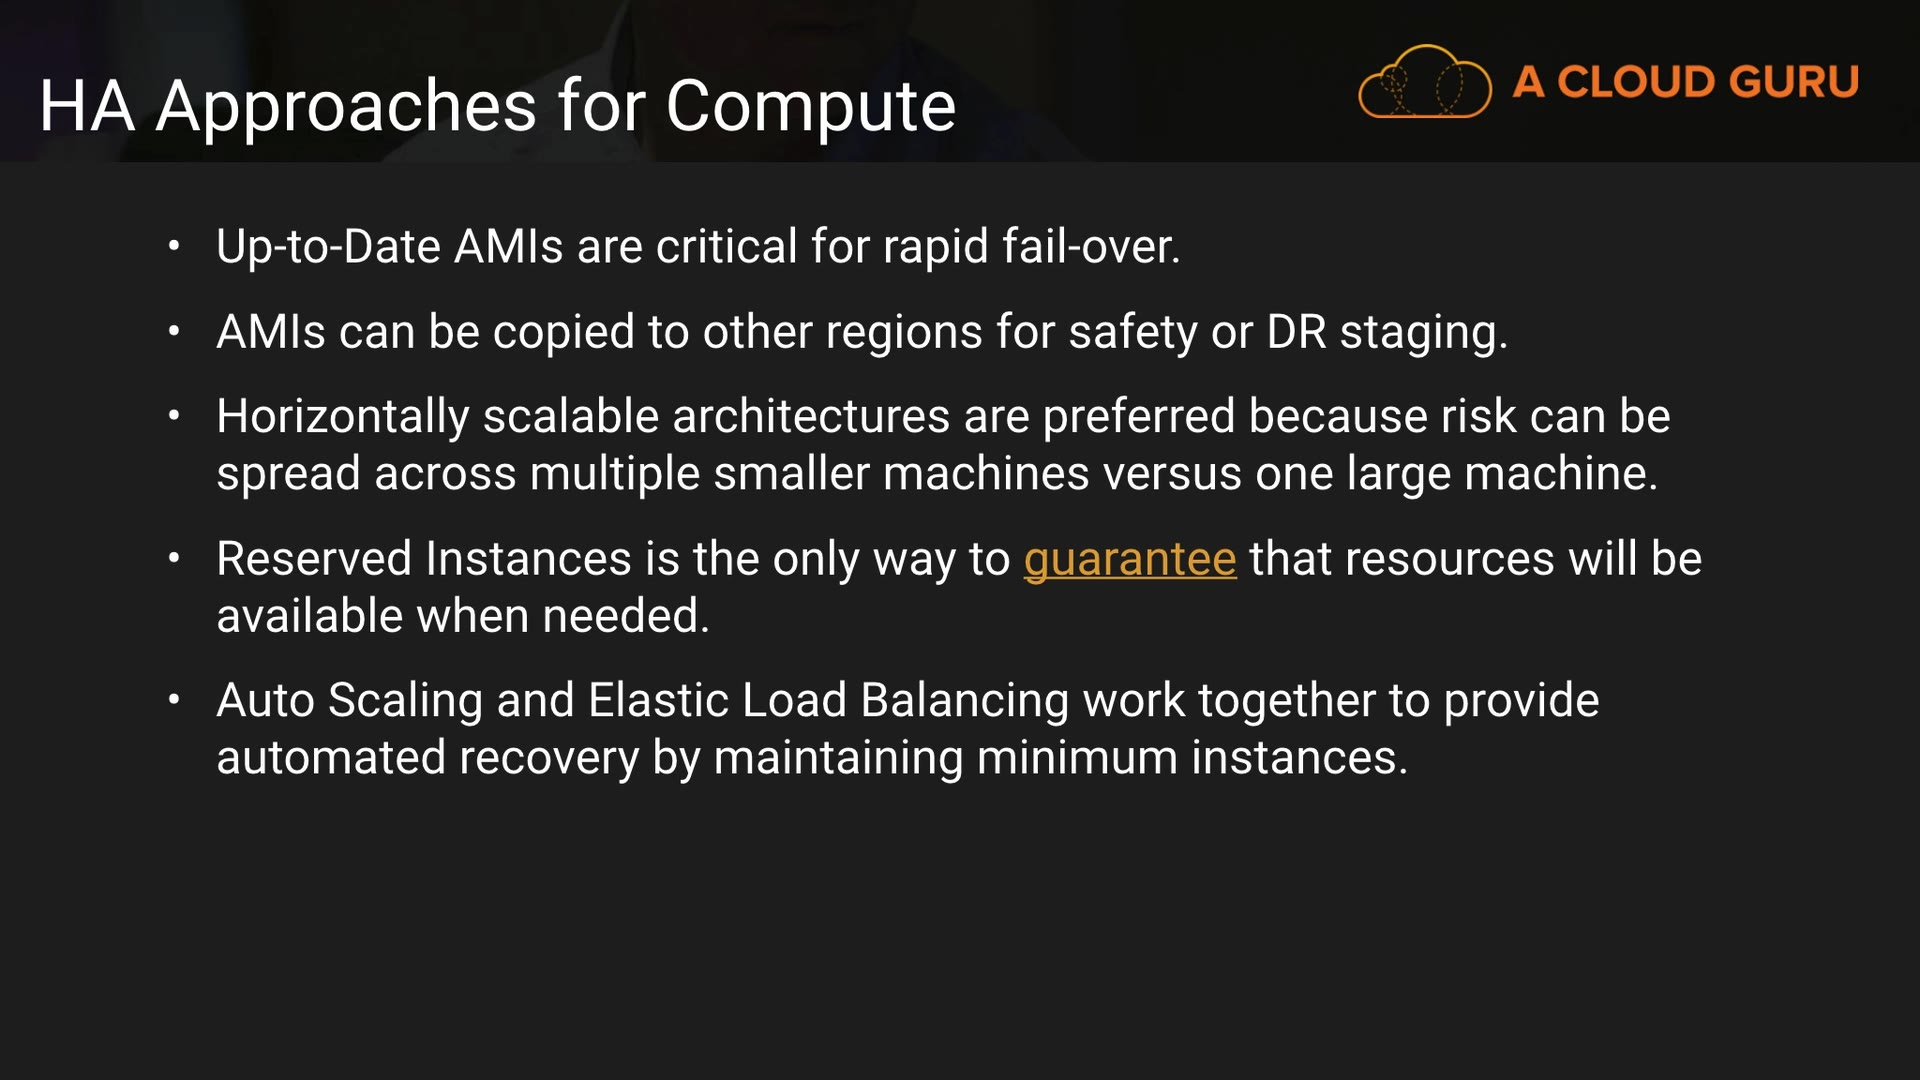 HA Approaches for Compute
A CLOUD GURU
• Up-to-Date AMIs are critical for rapid fail-over.
• AMIs can be copied to other regions for safety or DR staging.
• Horizontally scalable architectures are preferred because risk can be
spread across multiple smaller machines versus one large machine.
• Reserved Instances is the only way to guarantee that resources will be
available when needed.
• Auto Scaling and Elastic Load Balancing work together to provide
automated recovery by maintaining minimum instances.